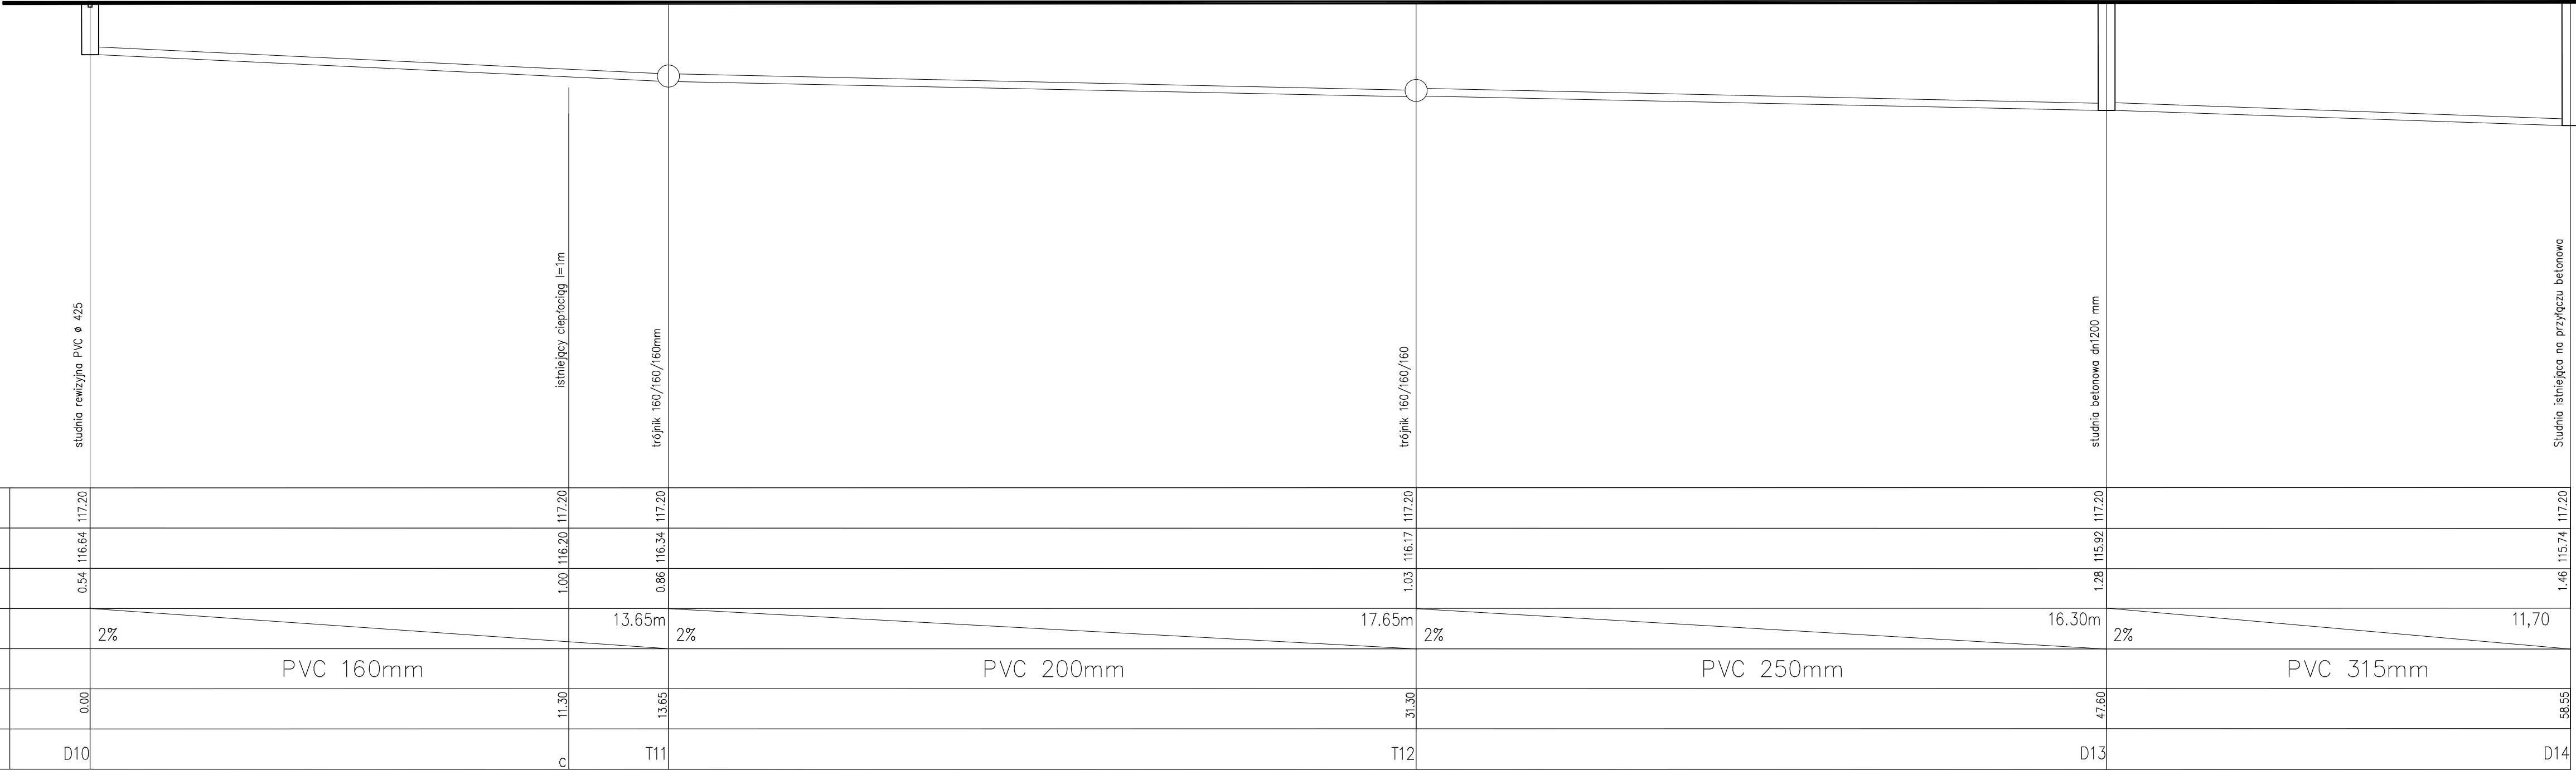 studnia rewizyjna PVC ø 425
istniejący ciepłociąg l=1m
trójnik 160/160/160mm
trójnik 160/160/160
studnia betonowa dn1200 mm
Studnia istniejąca na przyłączu betonowa
117.20 117.20 117.20 117.20 117.20 117.20
116.64 116.20 116.34 116.17 115.92 115.74
0.54 1.00 0.86 1.03 1.28 1.46
2% 13.65m 2% 17.65m 2% 16.30m 2% 11,70
PVC 160mm PVC 200mm PVC 250mm PVC 315mm
0.00 11.30 13.65 31.30 47.60 58.55
D10 C T11 T12 D13 D14